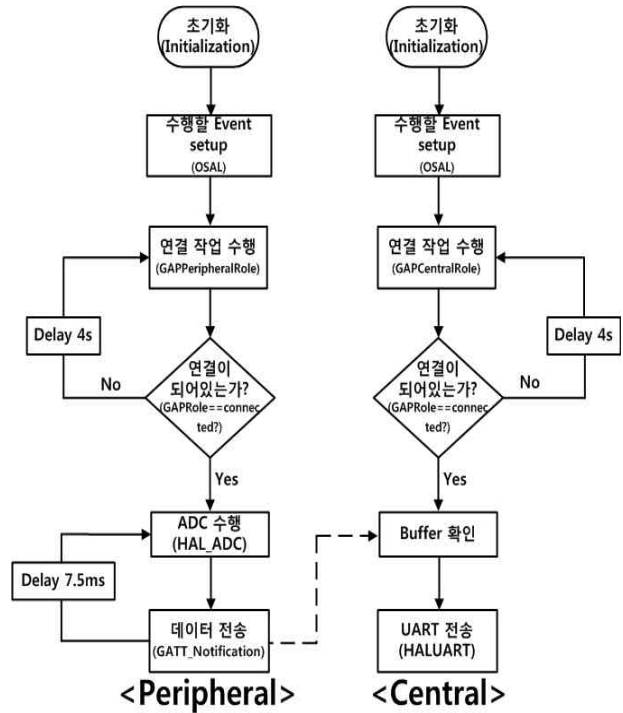 초기화
(Initialization)
수행할 Event
setup
(OSAL)
연결 작업 수행
(GAPPeripheralRole)
Delay 4s
No
연결이
되어있는가?
(GAPRole==connec
ted?)
Yes
ADC 수행
(HAL_ADC)
Delay 7.5ms
데이터 전송
(GATT_Notification)
<Peripheral>
초기화
(Initialization)
수행할 Event
setup
(OSAL)
연결 작업 수행
(GAPCentralRole)
Delay 4s
연결이
되어있는가?
(GAPRole==connec
ted?)
No
Yes
Buffer 확인
UART 전송
(HALUART)
<Central>